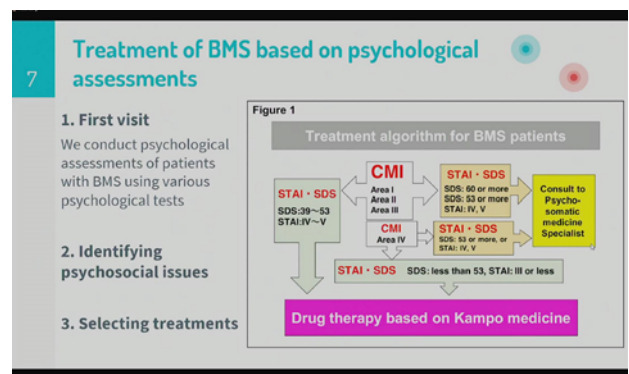 7
Treatment of BMS based on psychological
assessments
1. First visit
We conduct psychological
assessments of patients
with BMS using various
psychological tests
2. Identifying
psychosocial issues
3. Selecting treatments
Figure 1
Treatment algorithm for BMS patients
STAI・SDS
SDS:39～53
STAI:IV～V
CMI
Area I
Area II
Area III
STAI・SDS
SDS: 60 or more
SDS: 53 or more
STAI: IV, V
Consult to
Psycho-
somatic
medicine
Specialist
CMI
Area IV
STAI・SDS
SDS: 53 or more, or
STAI: IV, V
STAI・SDS SDS: less than 53, STAI: III or less
Drug therapy based on Kampo medicine